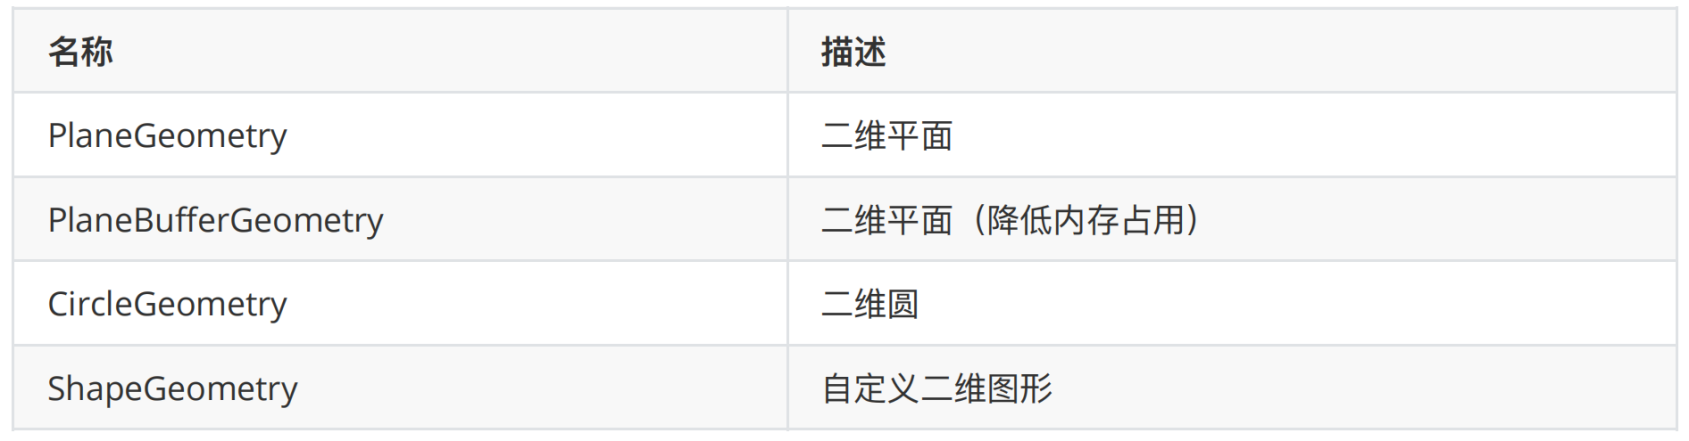 名称 描述
PlaneGeometry 二维平面
PlaneBufferGeometry 二维平面（降低内存占用）
CircleGeometry 二维圆
ShapeGeometry 自定义二维图形